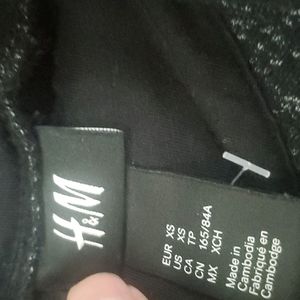 H&M
EUR XS
US XS
CA TP
CN 165/84A
MX XCH
Made in
Cambodia
Fabriqué en
Cambodge